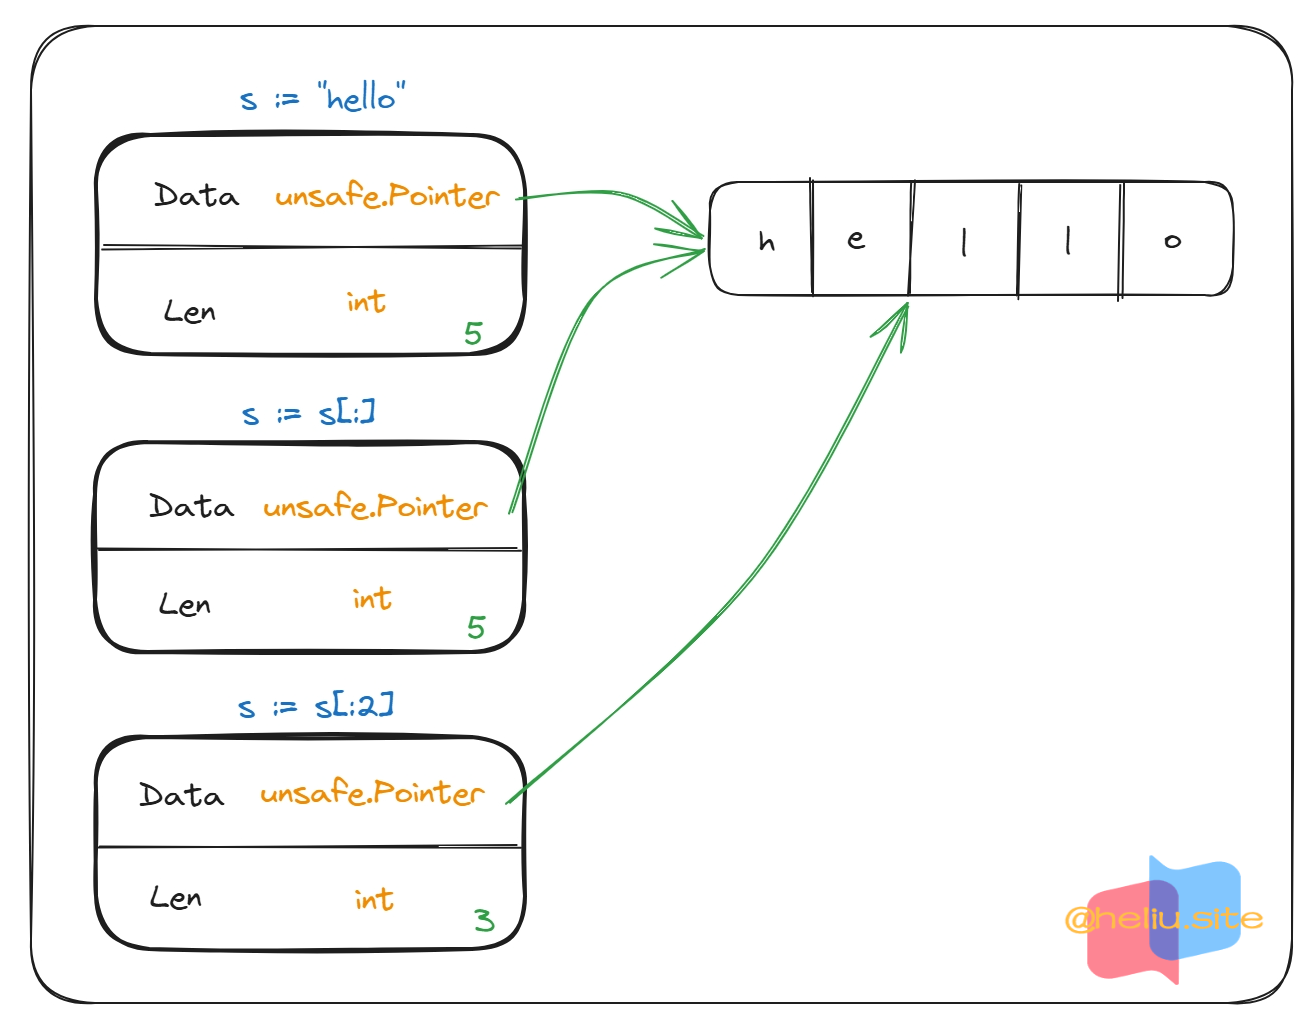 s := "hello"
Data unsafe.Pointer
Len int
5
h e l l o
s := s[:]
Data unsafe.Pointer
Len int
5
s := s[:2]
Data unsafe.Pointer
Len int
3
@heliu.site